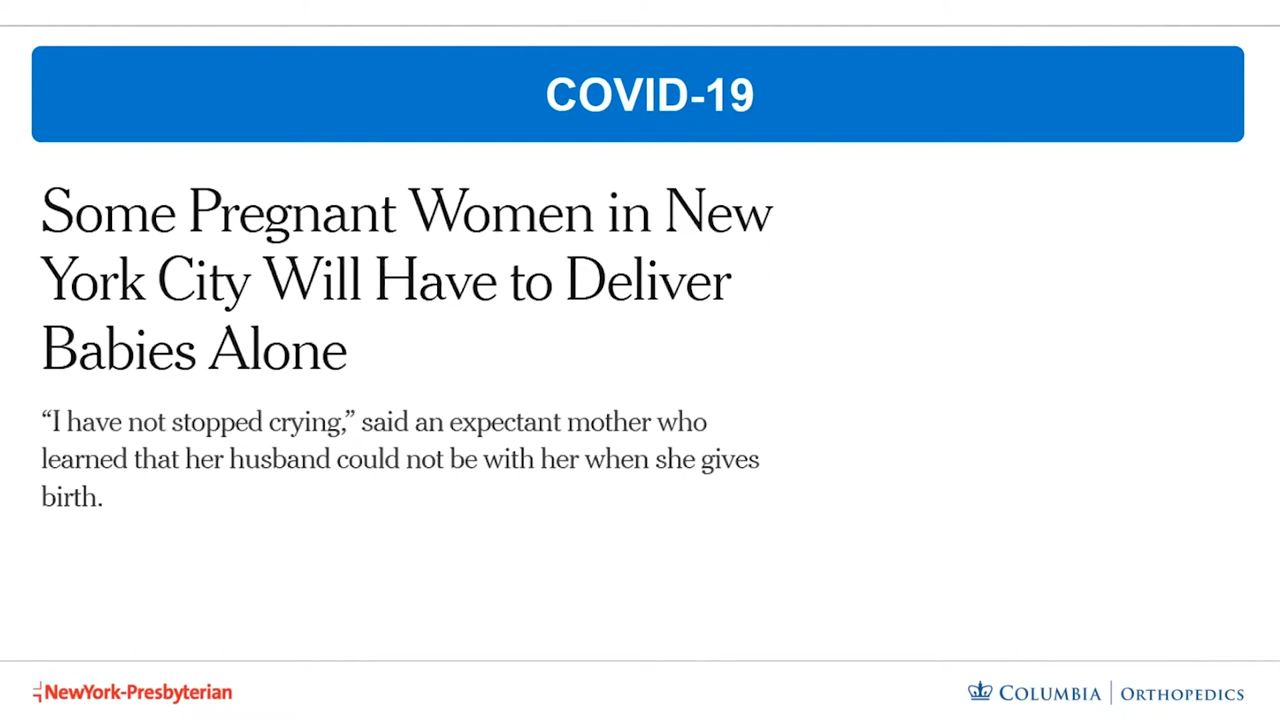 COVID-19
Some Pregnant Women in New
York City Will Have to Deliver
Babies Alone
“I have not stopped crying,” said an expectant mother who
learned that her husband could not be with her when she gives
birth.
NewYork-Presbyterian
COLUMBIA | ORTHOPEDICS